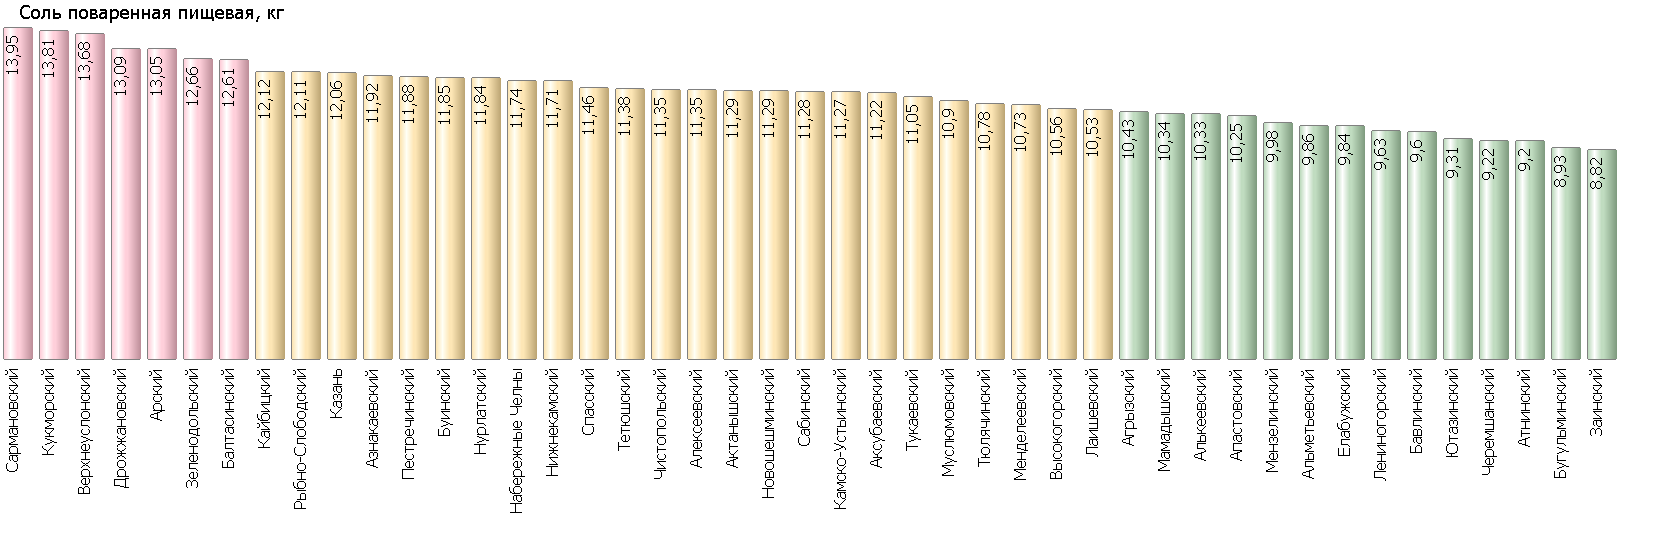 Соль поваренная пищевая, кг
13,95
13,81
13,68
13,09
13,05
12,66
12,61
12,12
12,11
12,06
11,92
11,88
11,85
11,84
11,74
11,71
11,46
11,38
11,35
11,35
11,29
11,29
11,28
11,27
11,22
11,05
10,9
10,78
10,73
10,56
10,53
10,43
10,34
10,33
10,25
9,98
9,86
9,84
9,63
9,6
9,31
9,22
9,2
8,93
8,82
Сармановский
Кукморский
Верхнеуслонский
Дрожжановский
Арский
Зеленодольский
Балтасинский
Кайбицкий
Рыбно-Слободский
Казань
Азнакаевский
Пестречинский
Буинский
Нурлатский
Набережные Челны
Нижнекамский
Спасский
Тетюшский
Чистопольский
Алексеевский
Актанышский
Новошешминский
Сабинский
Камско-Устьинский
Аксубаевский
Тукаевский
Муслюмовский
Тюлячинский
Менделеевский
Высокогорский
Лаишевский
Агрызский
Мамадышский
Алькеевский
Апастовский
Мензелинский
Альметьевский
Елабужский
Лениногорский
Бавлинский
Ютазинский
Черемшанский
Атнинский
Бугульминский
Заинский